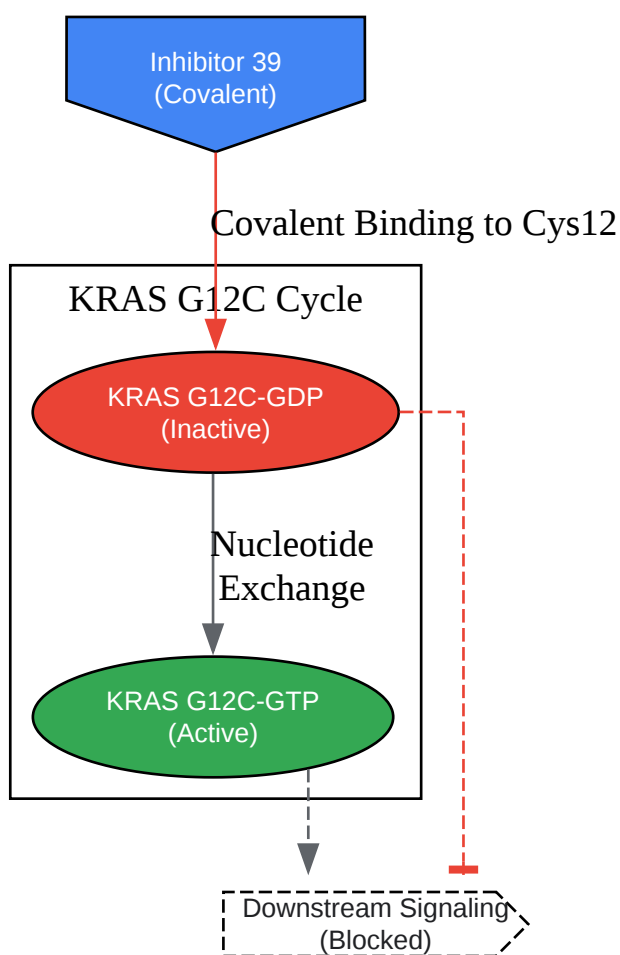 Inhibitor 39
(Covalent)
Covalent Binding to Cys12
KRAS G12C Cycle
KRAS G12C-GDP
(Inactive)
Nucleotide
Exchange
KRAS G12C-GTP
(Active)
Downstream Signaling
(Blocked)